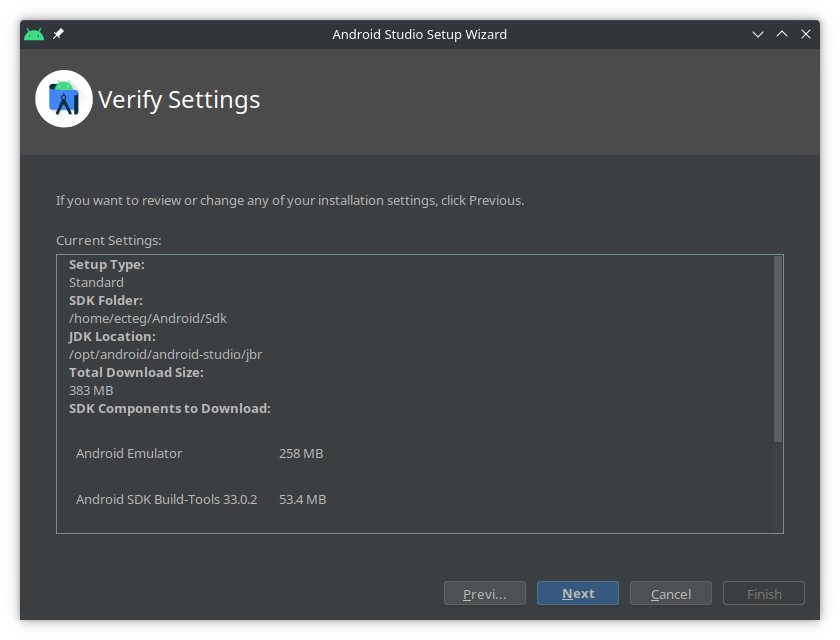 Android Studio Setup Wizard
Verify Settings
If you want to review or change any of your installation settings, click Previous.
Current Settings:
Setup Type:
Standard
SDK Folder:
/home/ecteg/Android/Sdk
JDK Location:
/opt/android/android-studio/jbr
Total Download Size:
383 MB
SDK Components to Download:
Android Emulator 258 MB
Android SDK Build-Tools 33.0.2 53.4 MB
Previ... Next Cancel Finish